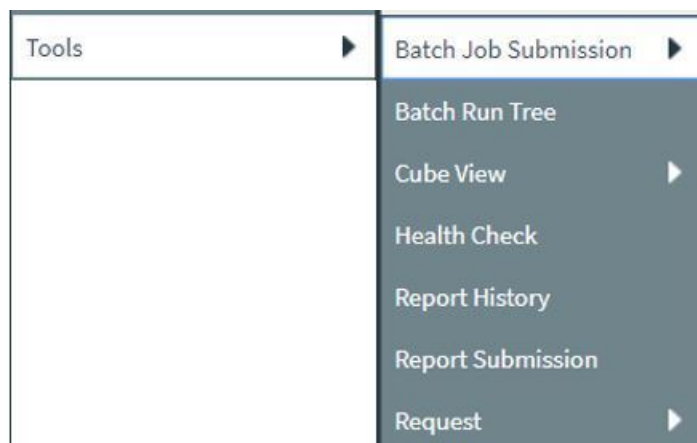 Tools
Batch Job Submission
Batch Run Tree
Cube View
Health Check
Report History
Report Submission
Request